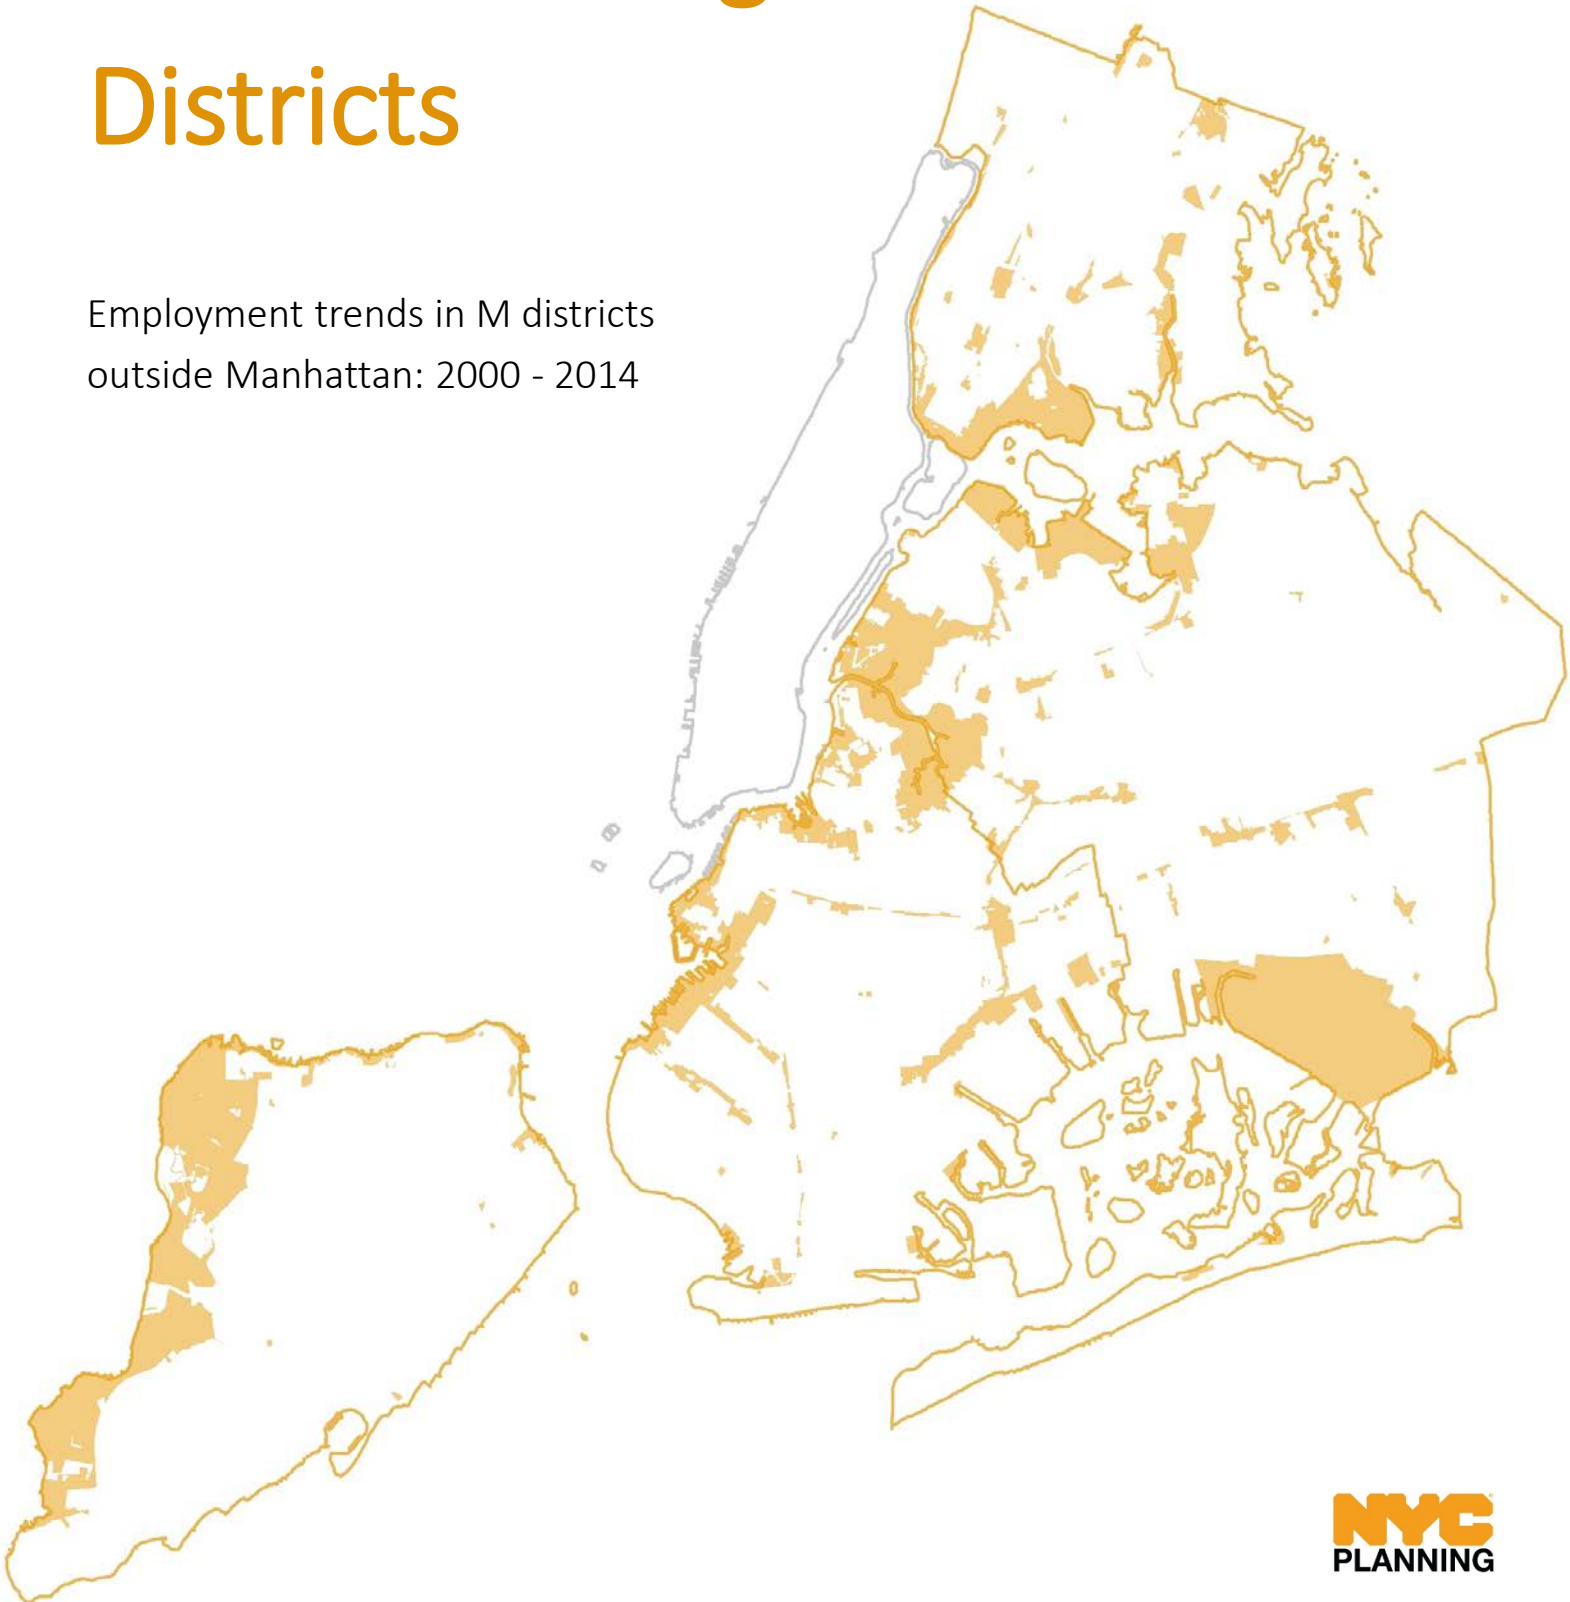 Districts
Employment trends in M districts
outside Manhattan: 2000 - 2014
NYC
PLANNING